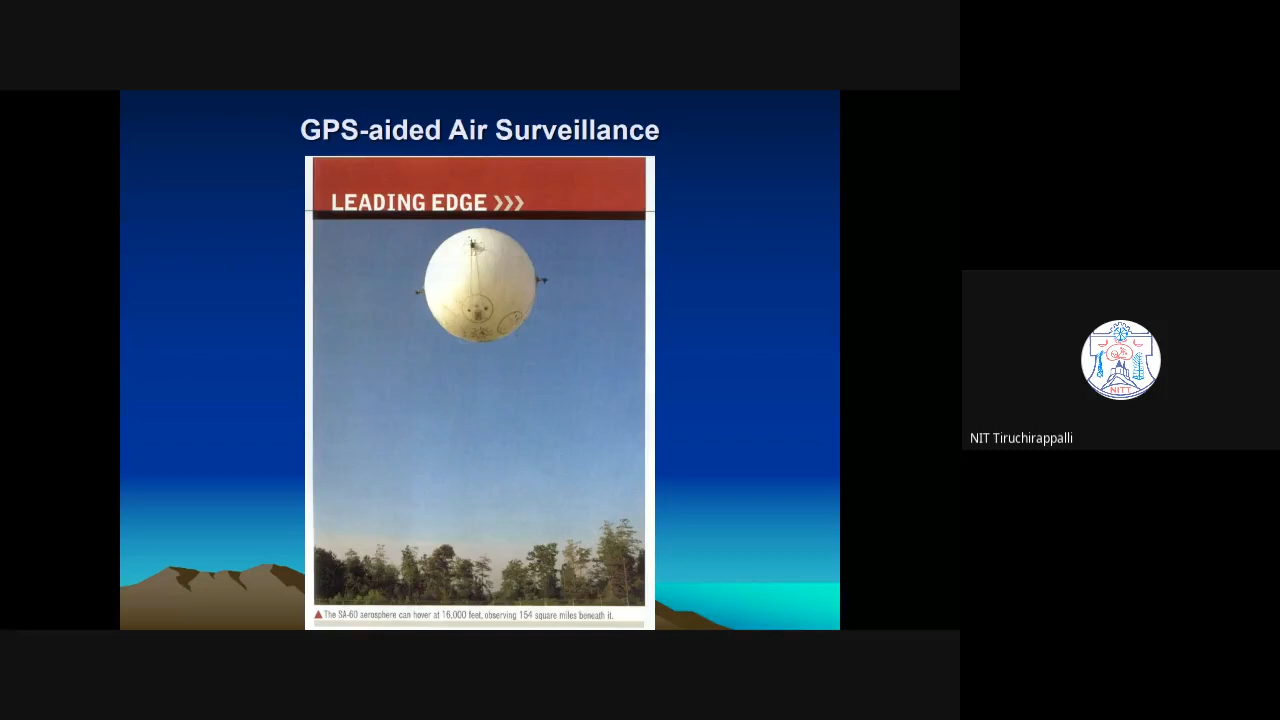 GPS-aided Air Surveillance
LEADING EDGE >>>
▲The SA-60 aerosphere can hover at 16,000 feet, observing 154 square miles beneath it.
NITT
NIT Tiruchirappalli